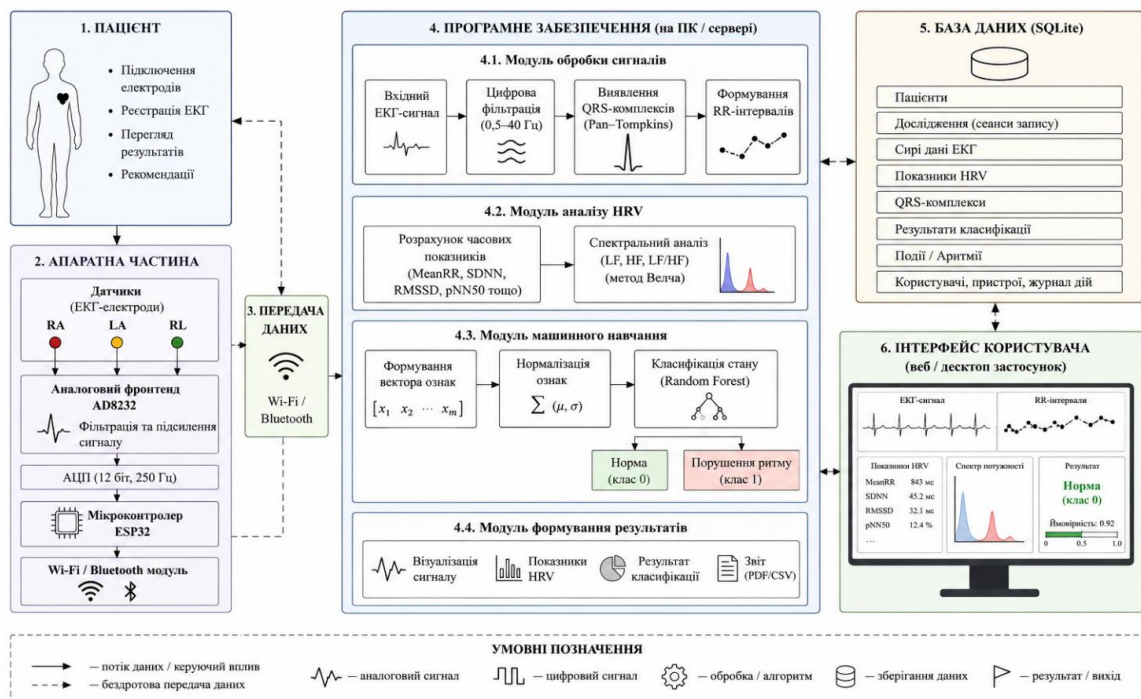 1. ПАЦІЄНТ
• Підключення
електродів
• Реєстрація ЕКГ
• Перегляд
результатів
• Рекомендації
2. АПАРАТНА ЧАСТИНА
Датчики
(ЕКГ-електроди)
RA LA RL
Аналоговий фронтенд
AD8232
Фільтрація та підсилення
сигналу
АЦП (12 біт, 250 Гц)
Мікроконтролер
ESP32
Wi-Fi / Bluetooth модуль
3. ПЕРЕДАЧА
ДАНИХ
Wi-Fi /
Bluetooth
4. ПРОГРАМНЕ ЗАБЕЗПЕЧЕННЯ (на ПК / сервері)
4.1. Модуль обробки сигналів
Вхідний
ЕКГ-сигнал
Цифрова
фільтрація
(0,5–40 Гц)
Виявлення
QRS-комплексів
(Pan–Tompkins)
Формування
RR-інтервалів
4.2. Модуль аналізу HRV
Розрахунок часових
показників
(MeanRR, SDNN,
RMSSD, pNN50 тощо)
Спектральний аналіз
(LF, HF, LF/HF)
(метод Велча)
4.3. Модуль машинного навчання
Формування
вектора ознак
[x₁ x₂ ⋯ xₘ]
Нормалізація
ознак
∑ (μ, σ)
Класифікація стану
(Random Forest)
Норма
(клас 0)
Порушення ритму
(клас 1)
4.4. Модуль формування результатів
Візуалізація
сигналу
Показники
HRV
Результат
класифікації
Звіт
(PDF/CSV)
5. БАЗА ДАНИХ (SQLite)
Пацієнти
Дослідження (сеанси запису)
Сирі дані ЕКГ
Показники HRV
QRS-комплекси
Результати класифікації
Події / Аритмії
Користувачі, пристрої, журнал дій
6. ІНТЕРФЕЙС КОРИСТУВАЧА
(веб / десктоп застосунок)
ЕКГ-сигнал
RR-інтервали
Показники HRV
MeanRR 843 мс
SDNN 45.2 мс
RMSSD 32.1 мс
pNN50 12.4 %
...
Спектр потужності
Результат
Норма
(клас 0)
Ймовірність: 0.92
0 0.5 1.0
УМОВНІ ПОЗНАЧЕННЯ
— потік даних / керуючий вплив
— бездротова передача даних
— аналоговий сигнал
— цифровий сигнал
— обробка / алгоритм
— зберігання даних
— результат / вихід